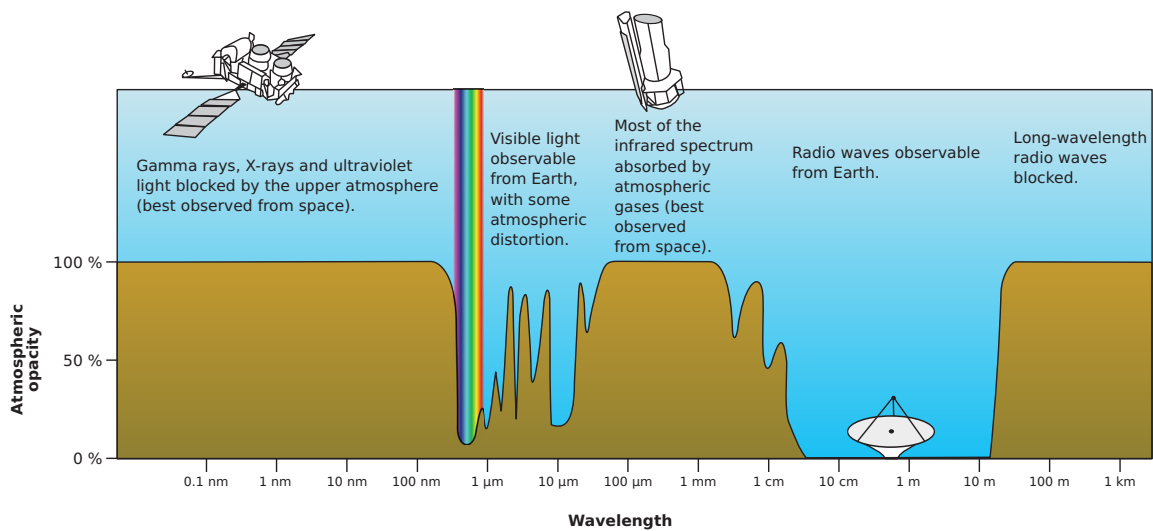 Gamma rays, X-rays and ultraviolet
light blocked by the upper atmosphere
(best observed from space).
Visible light
observable
from Earth,
with some
atmospheric
distortion.
Most of the
infrared spectrum
absorbed by
atmospheric
gases (best
observed
from space).
Radio waves observable
from Earth.
Long-wavelength
radio waves
blocked.
Atmospheric
opacity
100 %
50 %
0 %
0.1 nm
1 nm
10 nm
100 nm
1 μm
10 μm
100 μm
1 mm
1 cm
10 cm
1 m
10 m
100 m
1 km
Wavelength